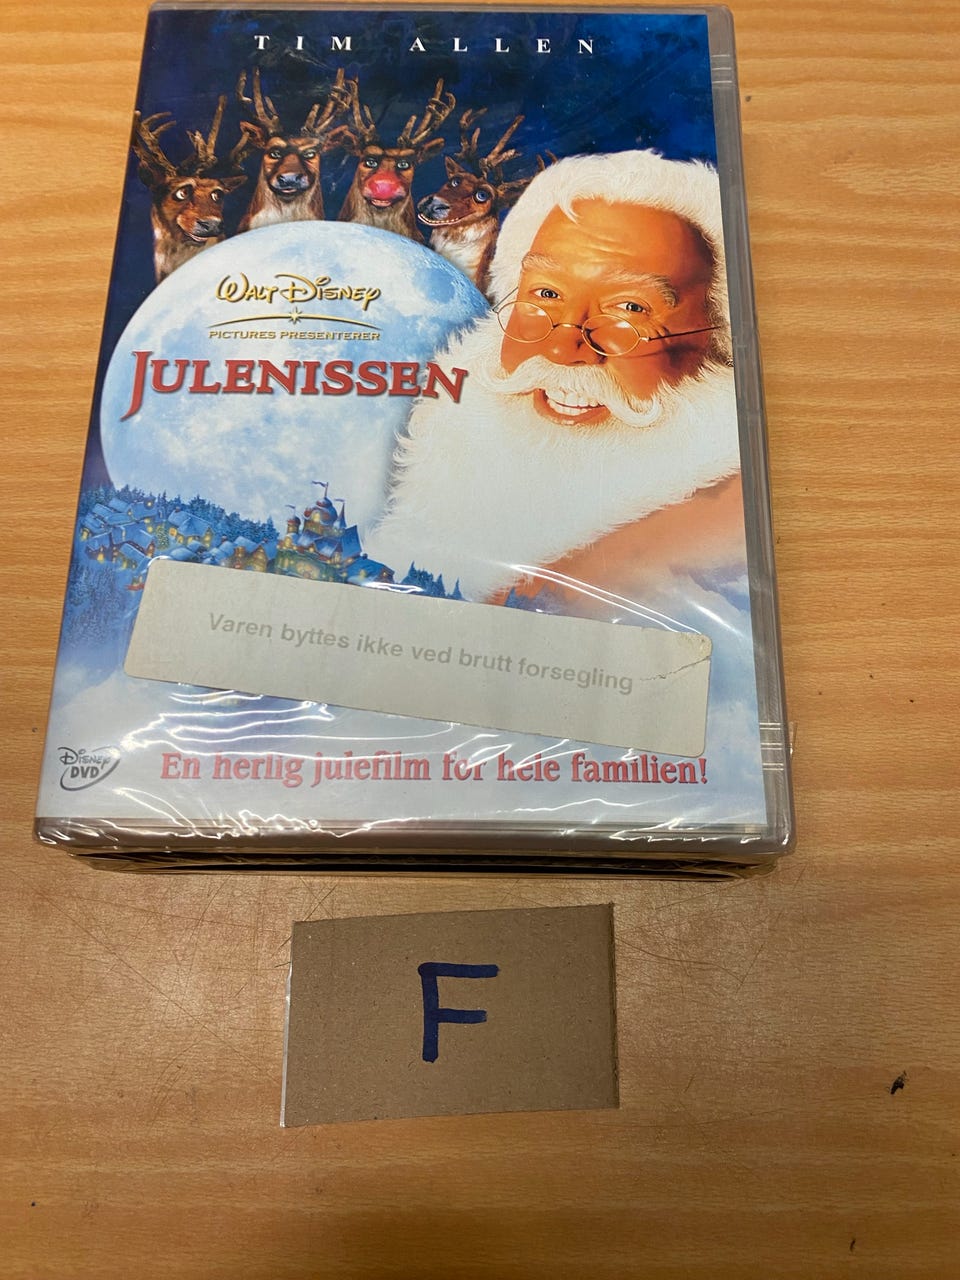 TIM ALLEN
WALT DISNEY
PICTURES PRESENTERER
JULENISSEN
Varen byttes ikke ved brutt forsegling
En herlig julefilm for hele familien!
DISNEY
DVD
F